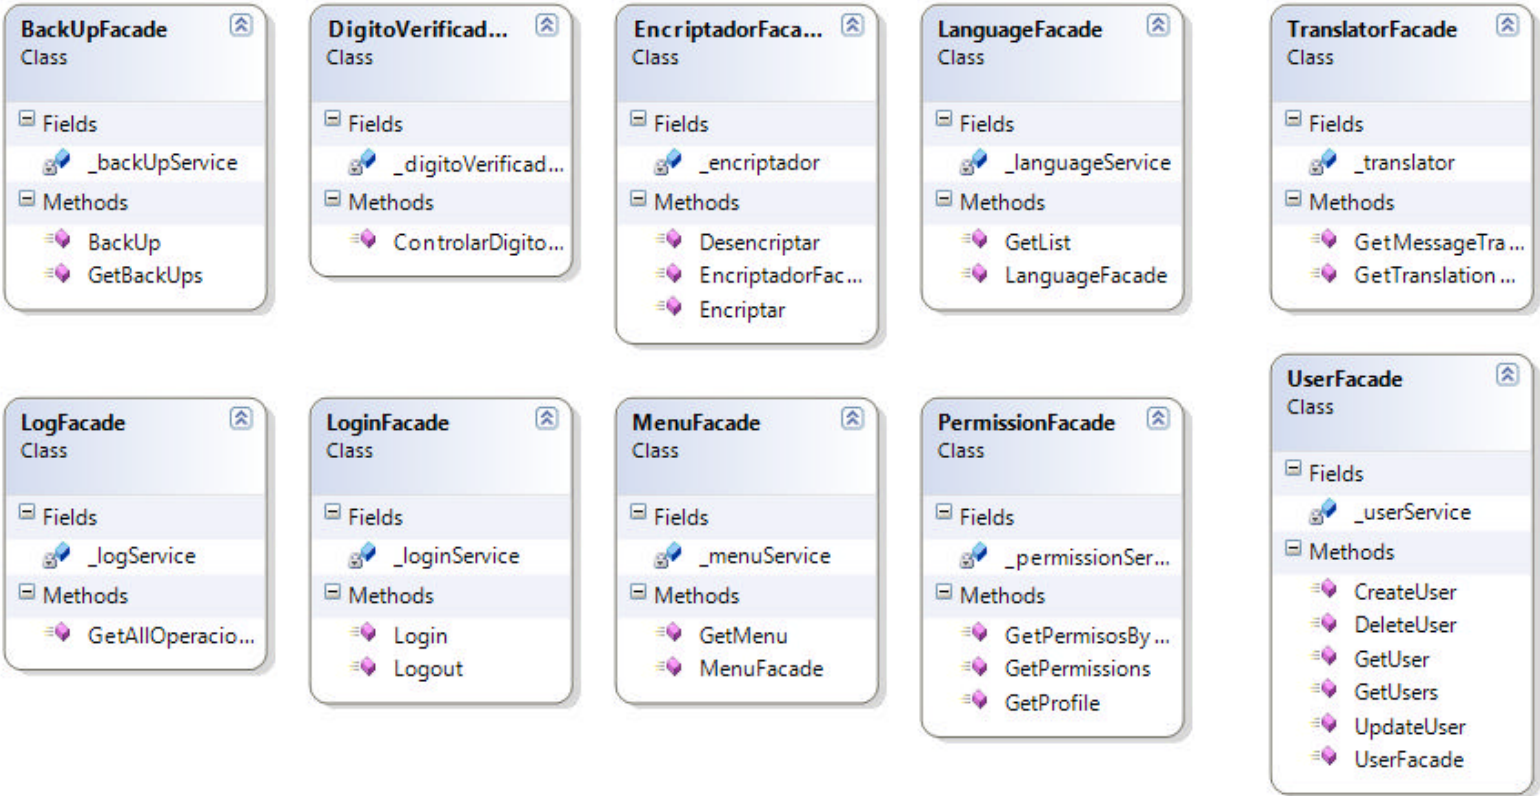 BackUpFacade
Class
Fields
_backUpService
Methods
BackUp
GetBackUps
DigitoVerificad...
Class
Fields
_digitoVerificad...
Methods
ControlarDigito...
EncriptadorFaca...
Class
Fields
_encriptador
Methods
Desencriptar
EncriptadorFac...
Encriptar
LanguageFacade
Class
Fields
_languageService
Methods
GetList
LanguageFacade
TranslatorFacade
Class
Fields
_translator
Methods
GetMessageTra...
GetTranslation...
LogFacade
Class
Fields
_logService
Methods
GetAllOperacio...
LoginFacade
Class
Fields
_loginService
Methods
Login
Logout
MenuFacade
Class
Fields
_menuService
Methods
GetMenu
MenuFacade
PermissionFacade
Class
Fields
_permissionSer...
Methods
GetPermisosBy...
GetPermissions
GetProfile
UserFacade
Class
Fields
_userService
Methods
CreateUser
DeleteUser
GetUser
GetUsers
UpdateUser
UserFacade